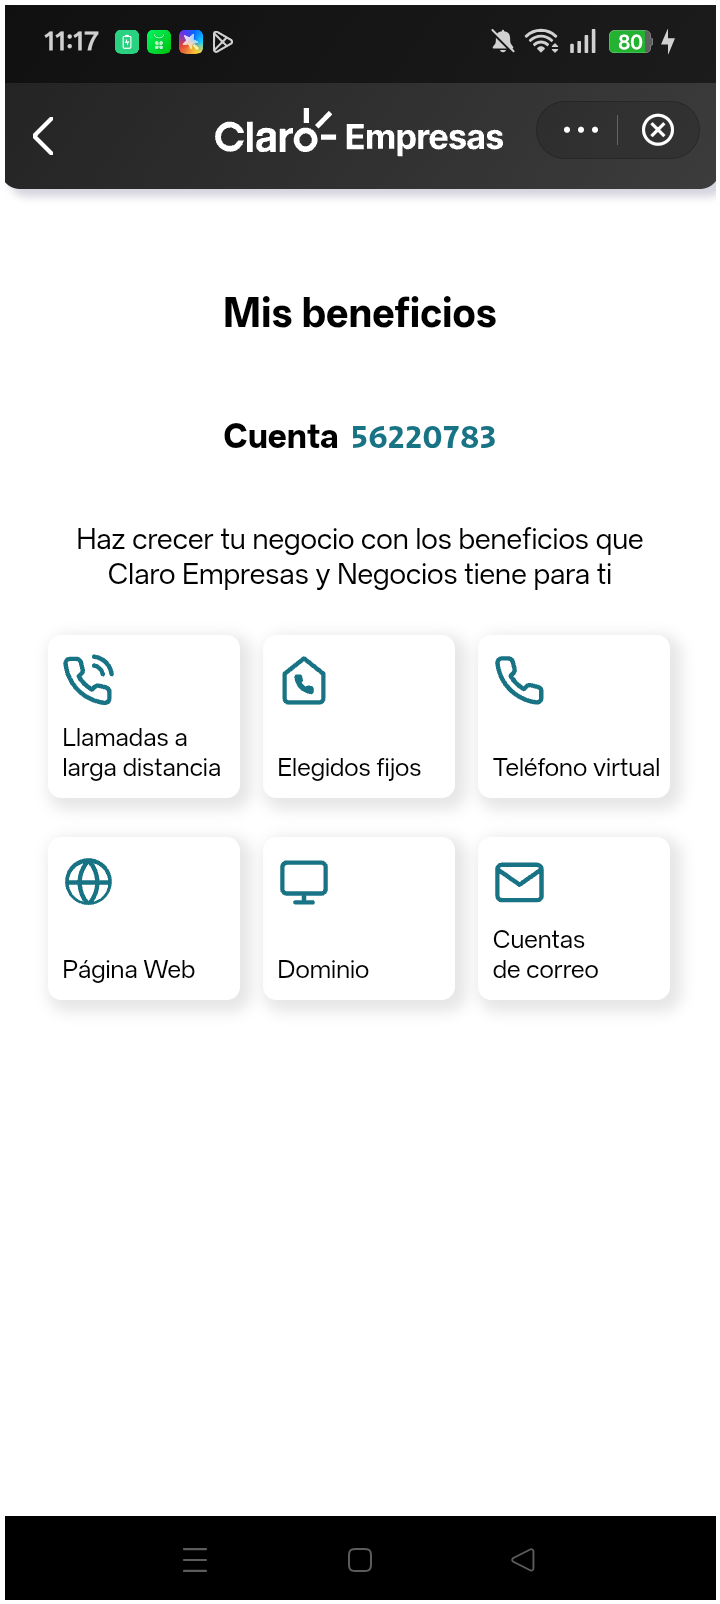 11:17
80
Claro Empresas
Mis beneficios
Cuenta 56220783
Haz crecer tu negocio con los beneficios que
Claro Empresas y Negocios tiene para ti
Llamadas a
larga distancia
Elegidos fijos
Teléfono virtual
Página Web
Dominio
Cuentas
de correo